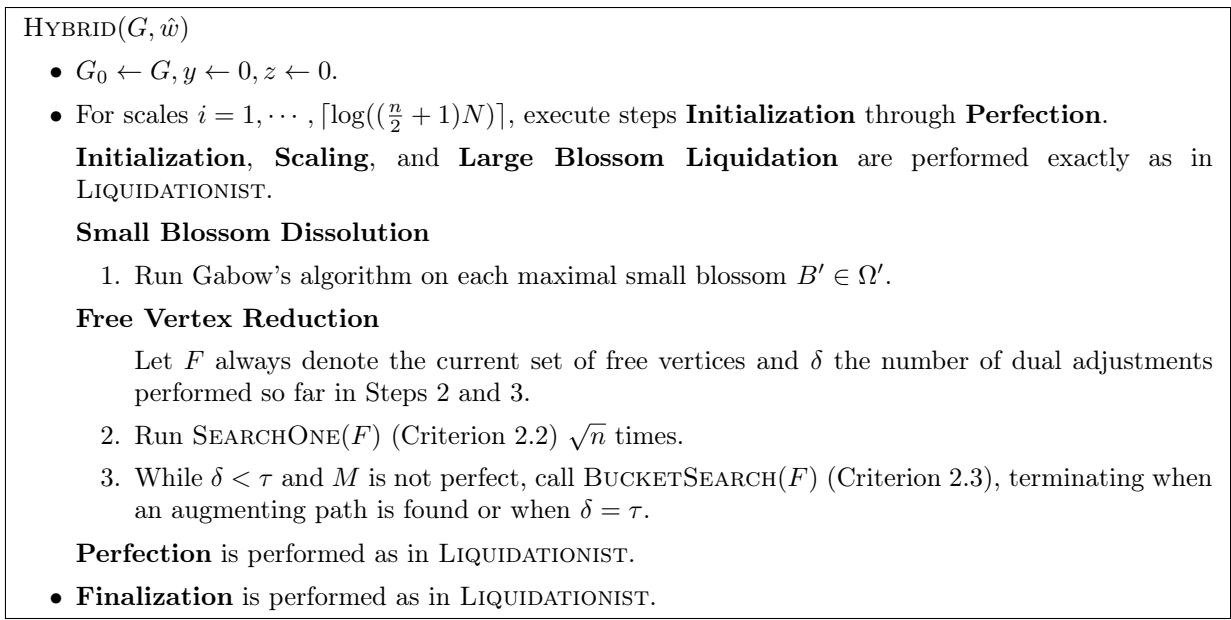 HYBRID(G, ŵ)
• G₀ ← G, y ← 0, z ← 0.
• For scales i = 1, ⋯ , ⌈log((n/2 + 1)N)⌉, execute steps Initialization through Perfection.
Initialization, Scaling, and Large Blossom Liquidation are performed exactly as in
LIQUIDATIONIST.
Small Blossom Dissolution
1. Run Gabow's algorithm on each maximal small blossom B′ ∈ Ω′.
Free Vertex Reduction
Let F always denote the current set of free vertices and δ the number of dual adjustments
performed so far in Steps 2 and 3.
2. Run SEARCHONE(F) (Criterion 2.2) √n times.
3. While δ < τ and M is not perfect, call BUCKETSEARCH(F) (Criterion 2.3), terminating when
an augmenting path is found or when δ = τ.
Perfection is performed as in LIQUIDATIONIST.
• Finalization is performed as in LIQUIDATIONIST.